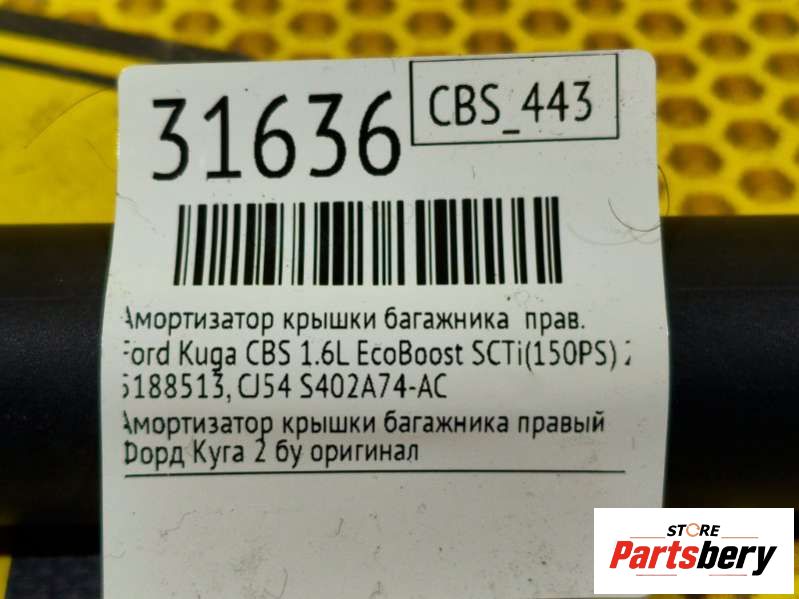 31636
CBS_443
Амортизатор крышки багажника прав.
Ford Kuga CBS 1.6L EcoBoost SCTi(150PS) 2
5188513, CJ54 S402A74-AC
Амортизатор крышки багажника правый
Форд Куга 2 бу оригинал
STORE
Partsbery